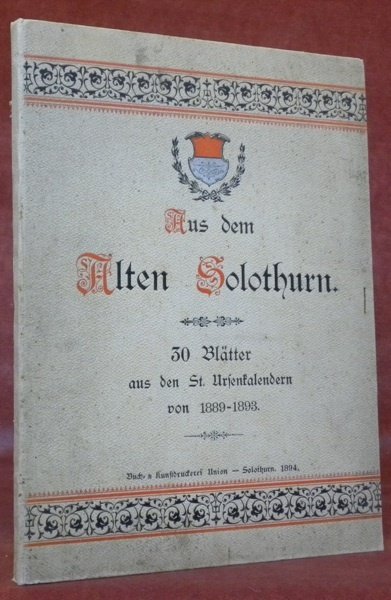 Aus dem
Alten Solothurn.
30 Blätter
aus den St. Ursenkalendern
von 1889-1893.
Buch- & Kunstdruckerei Union — Solothurn. 1894.